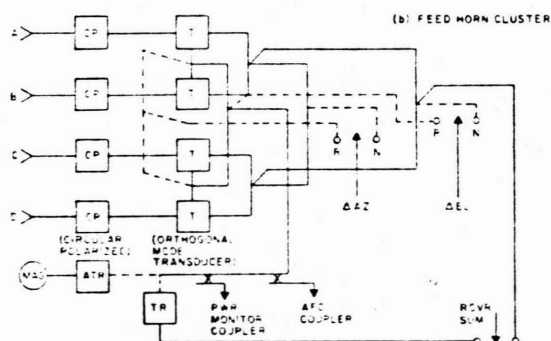 (b) FEED HORN CLUSTER
A
CP
T
B
CP
T
R
N
R
N
C
CP
T
ΔAZ
ΔEL
D
CP
T
(CIRCULAR
POLARIZED)
(ORTHOGONAL
MODE
TRANSDUCER)
MAG
ATR
TR
PWR
MONITOR
COUPLER
AFC
COUPLER
RCVR
SUM